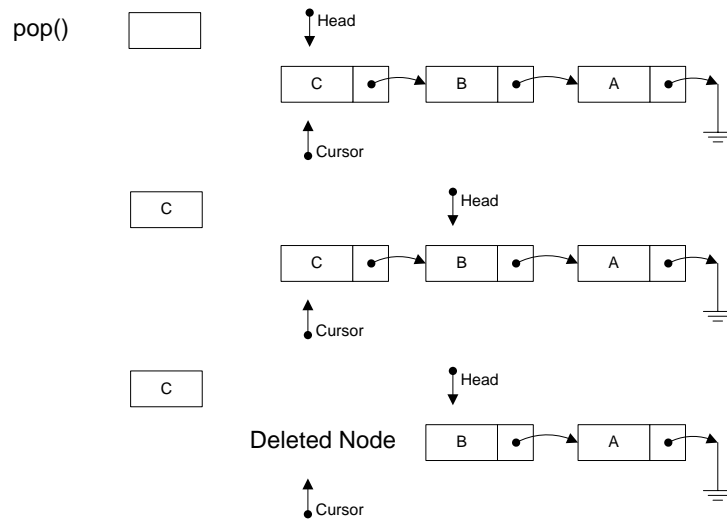 pop()
Head
C B A
Cursor
C
Head
C B A
Cursor
C
Head
Deleted Node B A
Cursor